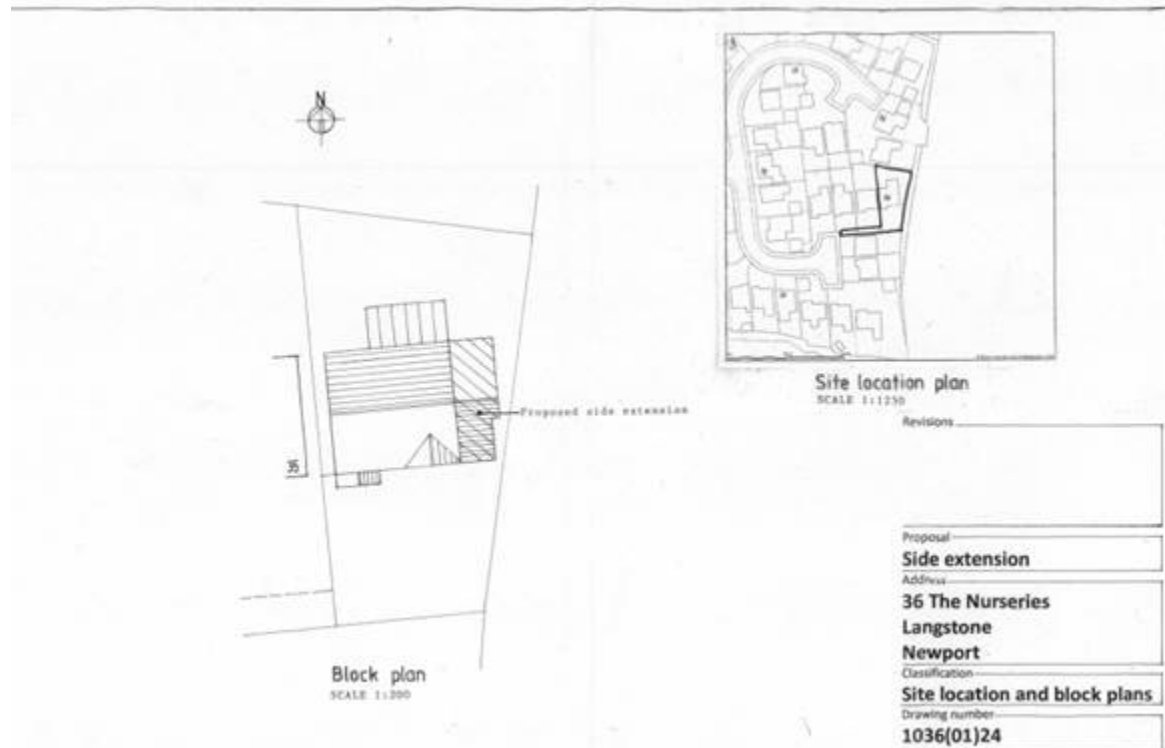 N
35
Proposed side extension
Block plan
SCALE 1:200
Site location plan
SCALE 1:1250
Revisions
Proposal
Side extension
Address
36 The Nurseries
Langstone
Newport
Classification
Site location and block plans
Drawing number
1036(01)24